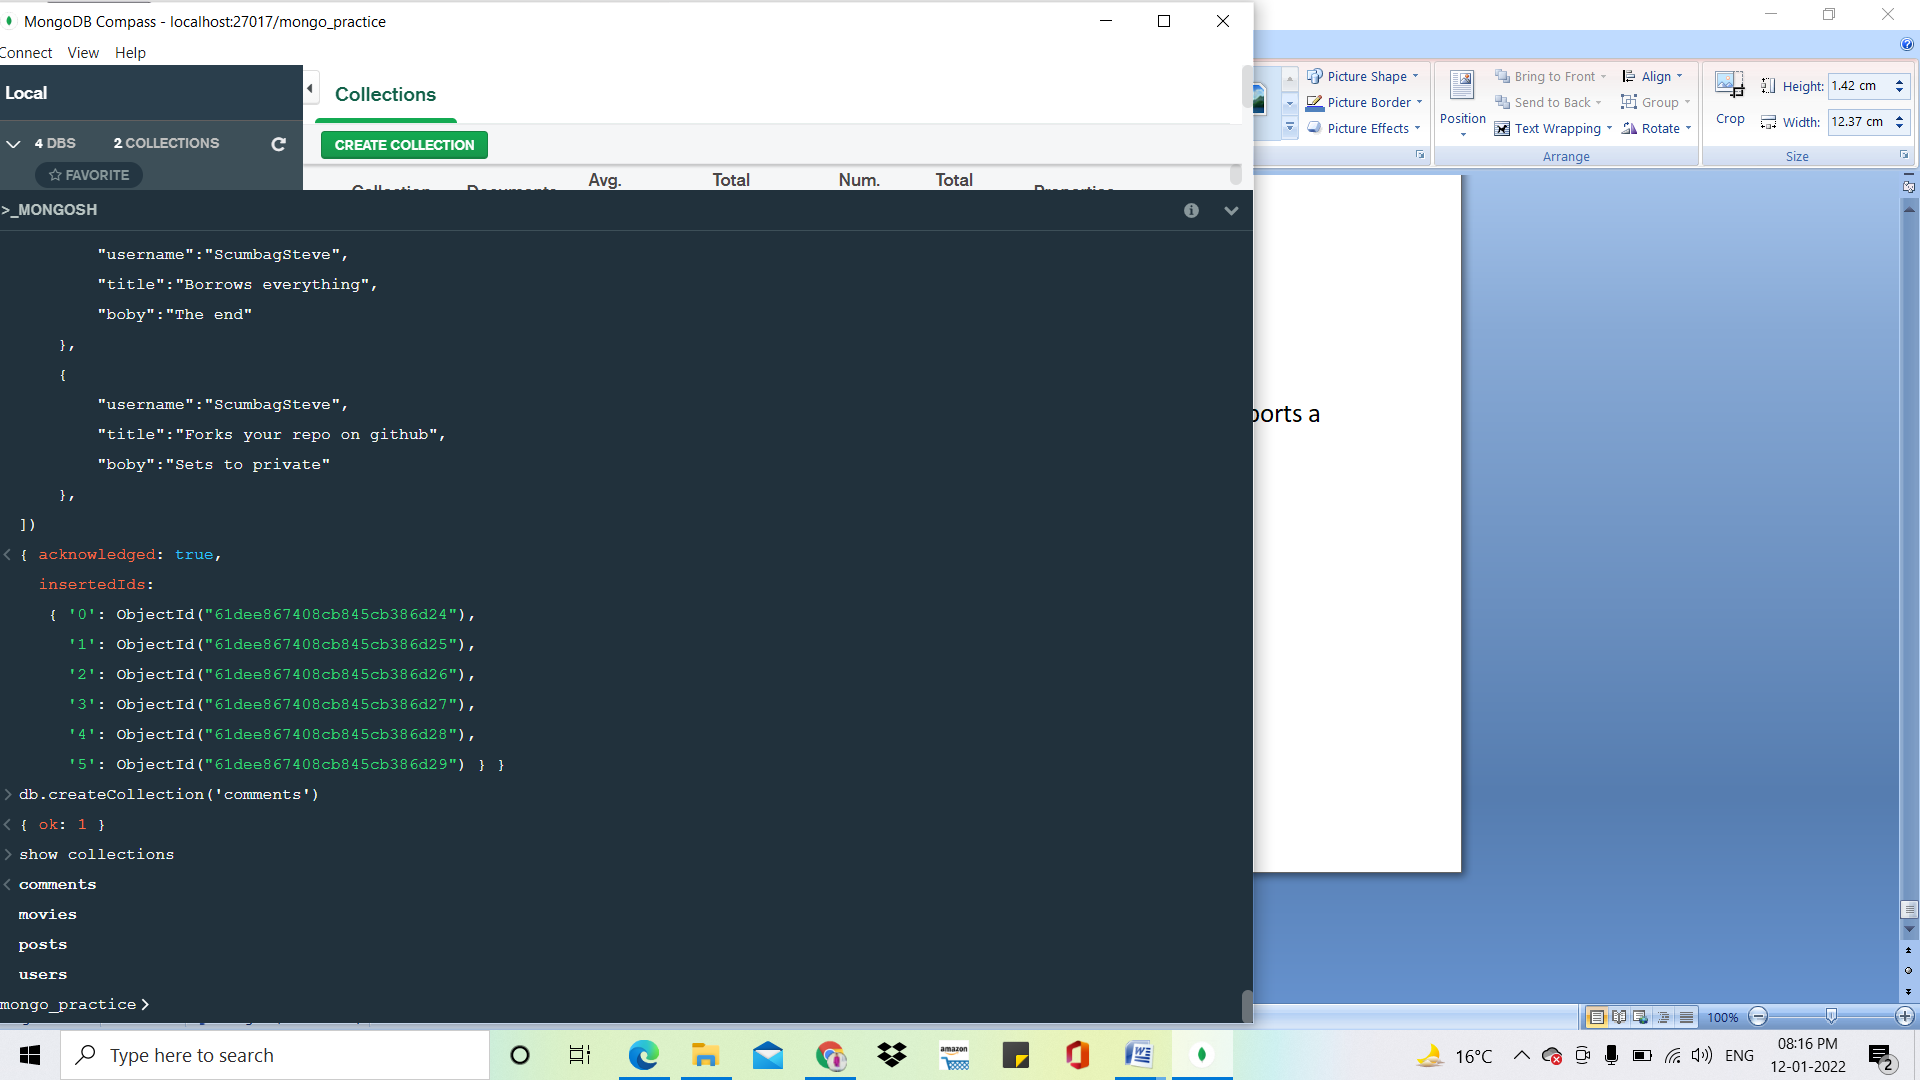 MongoDB Compass - localhost:27017/mongo_practice
Connect View Help
Local
4 DBS 2 COLLECTIONS
FAVORITE
Collections
CREATE COLLECTION
Collection Documents Avg. Total Num. Total Properties
>_MONGOSH
"username":"ScumbagSteve",
"title":"Borrows everything",
"boby":"The end"
},
{
"username":"ScumbagSteve",
"title":"Forks your repo on github",
"boby":"Sets to private"
},
])
< { acknowledged: true,
insertedIds:
{ '0': ObjectId("61dee867408cb845cb386d24"),
'1': ObjectId("61dee867408cb845cb386d25"),
'2': ObjectId("61dee867408cb845cb386d26"),
'3': ObjectId("61dee867408cb845cb386d27"),
'4': ObjectId("61dee867408cb845cb386d28"),
'5': ObjectId("61dee867408cb845cb386d29") } }
> db.createCollection('comments')
< { ok: 1 }
> show collections
< comments
movies
posts
users
mongo_practice >
Picture Shape
Picture Border
Picture Effects
Position
Bring to Front
Send to Back
Text Wrapping
Align
Group
Rotate
Arrange
Crop
Height: 1.42 cm
Width: 12.37 cm
Size
ports a
100%
Type here to search
amazon
16°C
ENG
08:16 PM
12-01-2022
2